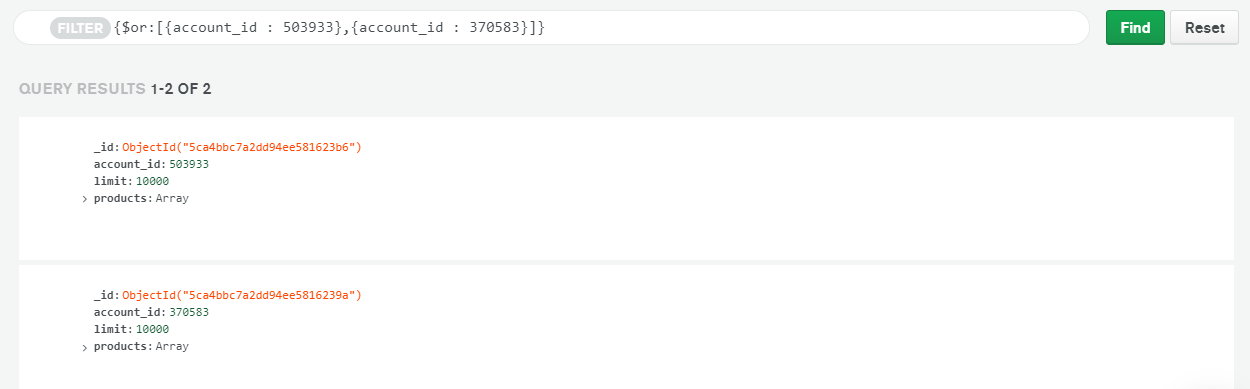 FILTER {$or:[{account_id : 503933},{account_id : 370583}]} Find Reset
QUERY RESULTS 1-2 OF 2
_id: ObjectId("5ca4bbc7a2dd94ee581623b6")
account_id: 503933
limit: 10000
products: Array
_id: ObjectId("5ca4bbc7a2dd94ee5816239a")
account_id: 370583
limit: 10000
products: Array